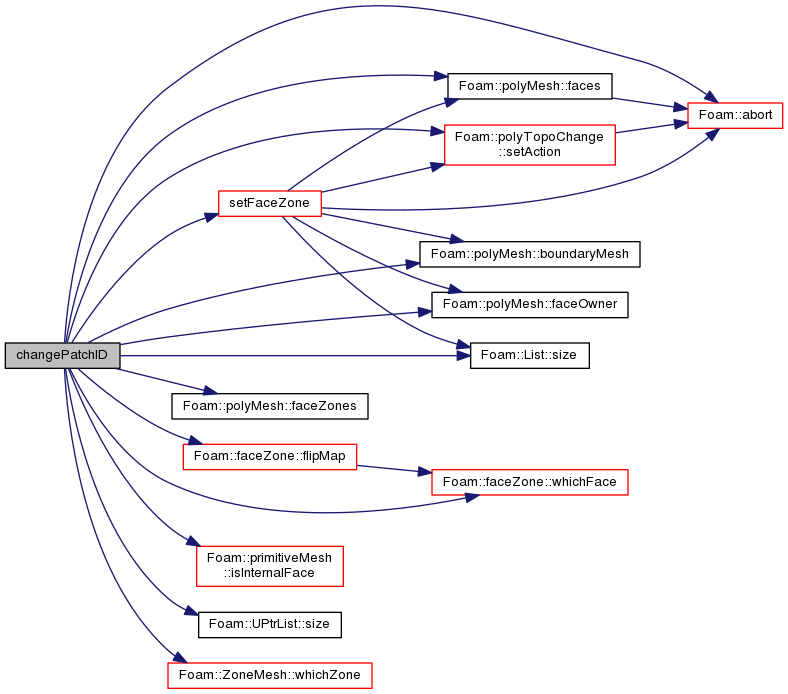 Foam::polyMesh::faces
Foam::abort
Foam::polyTopoChange
::setAction
setFaceZone
Foam::polyMesh::boundaryMesh
Foam::polyMesh::faceOwner
changePatchID
Foam::List::size
Foam::polyMesh::faceZones
Foam::faceZone::flipMap
Foam::faceZone::whichFace
Foam::primitiveMesh
::isInternalFace
Foam::UPtrList::size
Foam::ZoneMesh::whichZone